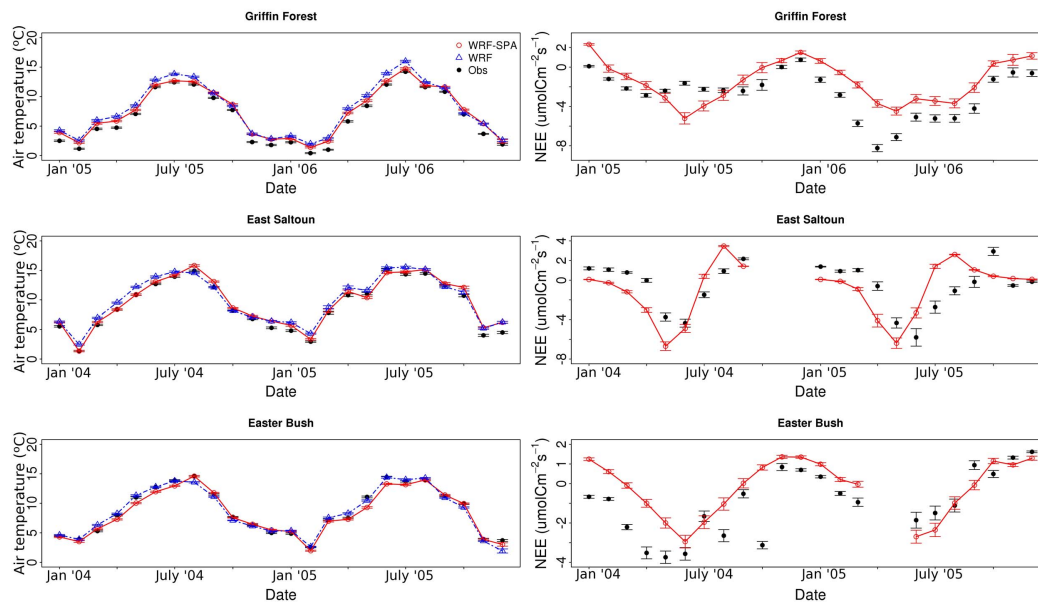 Griffin Forest
Air temperature (ºC)
20
15
10
5
0
WRF-SPA
WRF
Obs
Jan '05
July '05
Jan '06
July '06
Date
Griffin Forest
NEE (umolCm⁻²s⁻¹)
0
-4
-8
Jan '05
July '05
Jan '06
July '06
Date
East Saltoun
Air temperature (ºC)
20
15
10
5
0
Jan '04
July '04
Jan '05
July '05
Date
East Saltoun
NEE (umolCm⁻²s⁻¹)
4
2
0
-4
-8
Jan '04
July '04
Jan '05
July '05
Date
Easter Bush
Air temperature (ºC)
20
15
10
5
0
Jan '04
July '04
Jan '05
July '05
Date
Easter Bush
NEE (umolCm⁻²s⁻¹)
2
1
0
-2
-4
Jan '04
July '04
Jan '05
July '05
Date